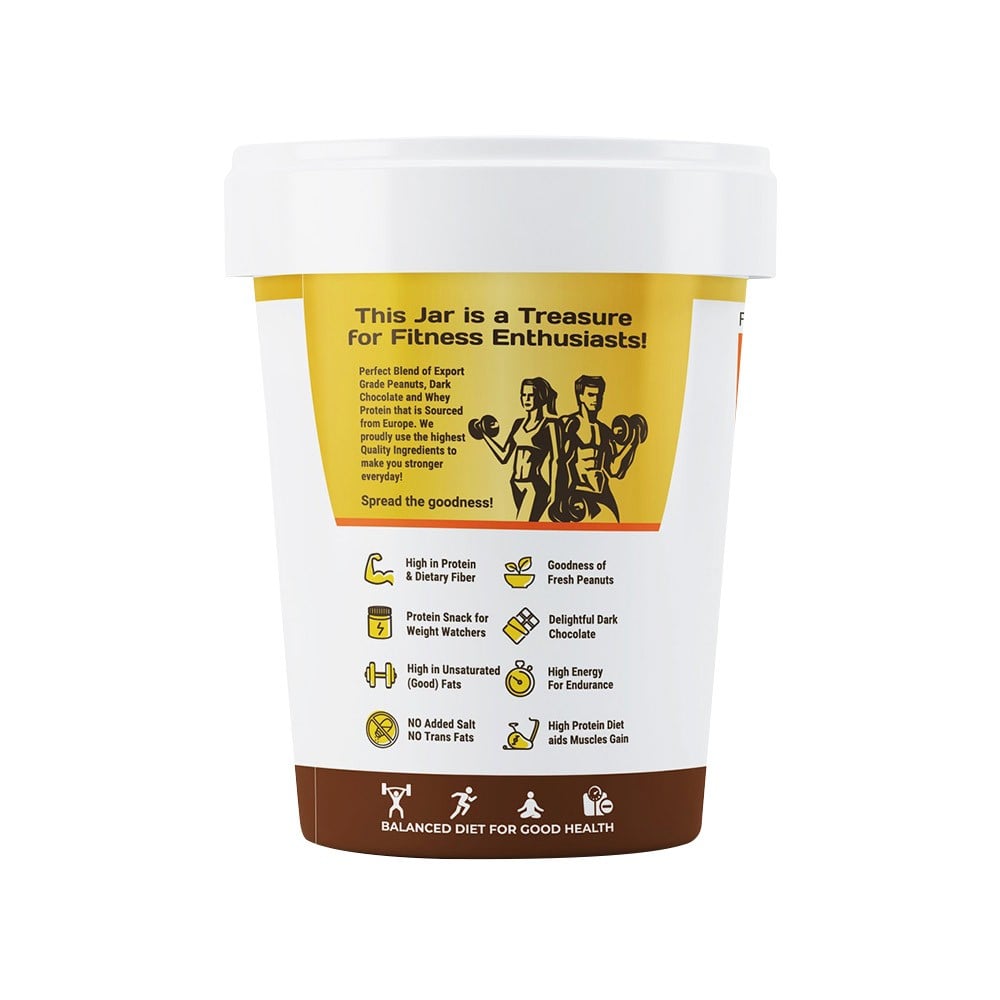 This Jar is a Treasure
for Fitness Enthusiasts!
Perfect Blend of Export
Grade Peanuts, Dark
Chocolate and Whey
Protein that is Sourced
from Europe. We
proudly use the highest
Quality Ingredients to
make you stronger
everyday!
Spread the goodness!
High in Protein
& Dietary Fiber
Goodness of
Fresh Peanuts
Protein Snack for
Weight Watchers
Delightful Dark
Chocolate
High in Unsaturated
(Good) Fats
High Energy
For Endurance
NO Added Salt
NO Trans Fats
High Protein Diet
aids Muscles Gain
BALANCED DIET FOR GOOD HEALTH